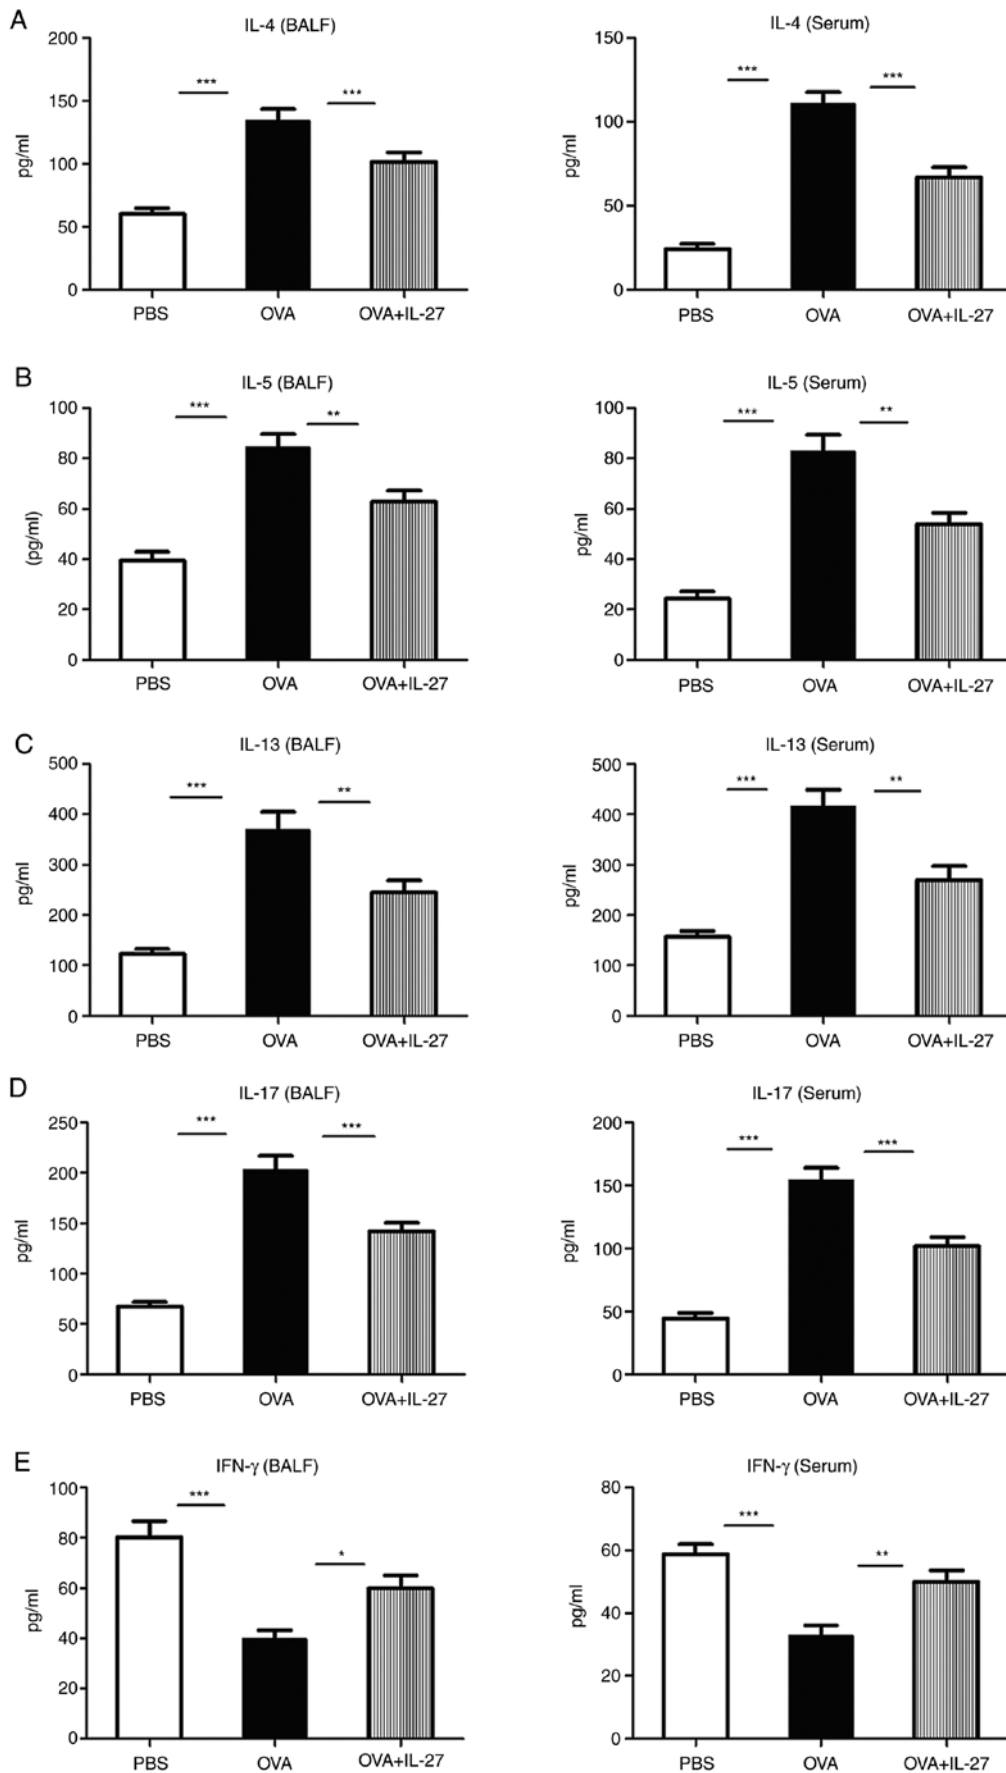 A
IL-4 (BALF)
200
150
100
50
0
pg/ml
***
***
PBS OVA OVA+IL-27
IL-4 (Serum)
150
100
50
0
pg/ml
***
***
PBS OVA OVA+IL-27
B
IL-5 (BALF)
100
80
60
40
20
0
(pg/ml)
***
**
PBS OVA OVA+IL-27
IL-5 (Serum)
100
80
60
40
20
0
pg/ml
***
**
PBS OVA OVA+IL-27
C
IL-13 (BALF)
500
400
300
200
100
0
pg/ml
***
**
PBS OVA OVA+IL-27
IL-13 (Serum)
500
400
300
200
100
0
pg/ml
***
**
PBS OVA OVA+IL-27
D
IL-17 (BALF)
250
200
150
100
50
0
pg/ml
***
***
PBS OVA OVA+IL-27
IL-17 (Serum)
200
150
100
50
0
pg/ml
***
***
PBS OVA OVA+IL-27
E
IFN-γ (BALF)
100
80
60
40
20
0
pg/ml
***
*
PBS OVA OVA+IL-27
IFN-γ (Serum)
80
60
40
20
0
pg/ml
***
**
PBS OVA OVA+IL-27